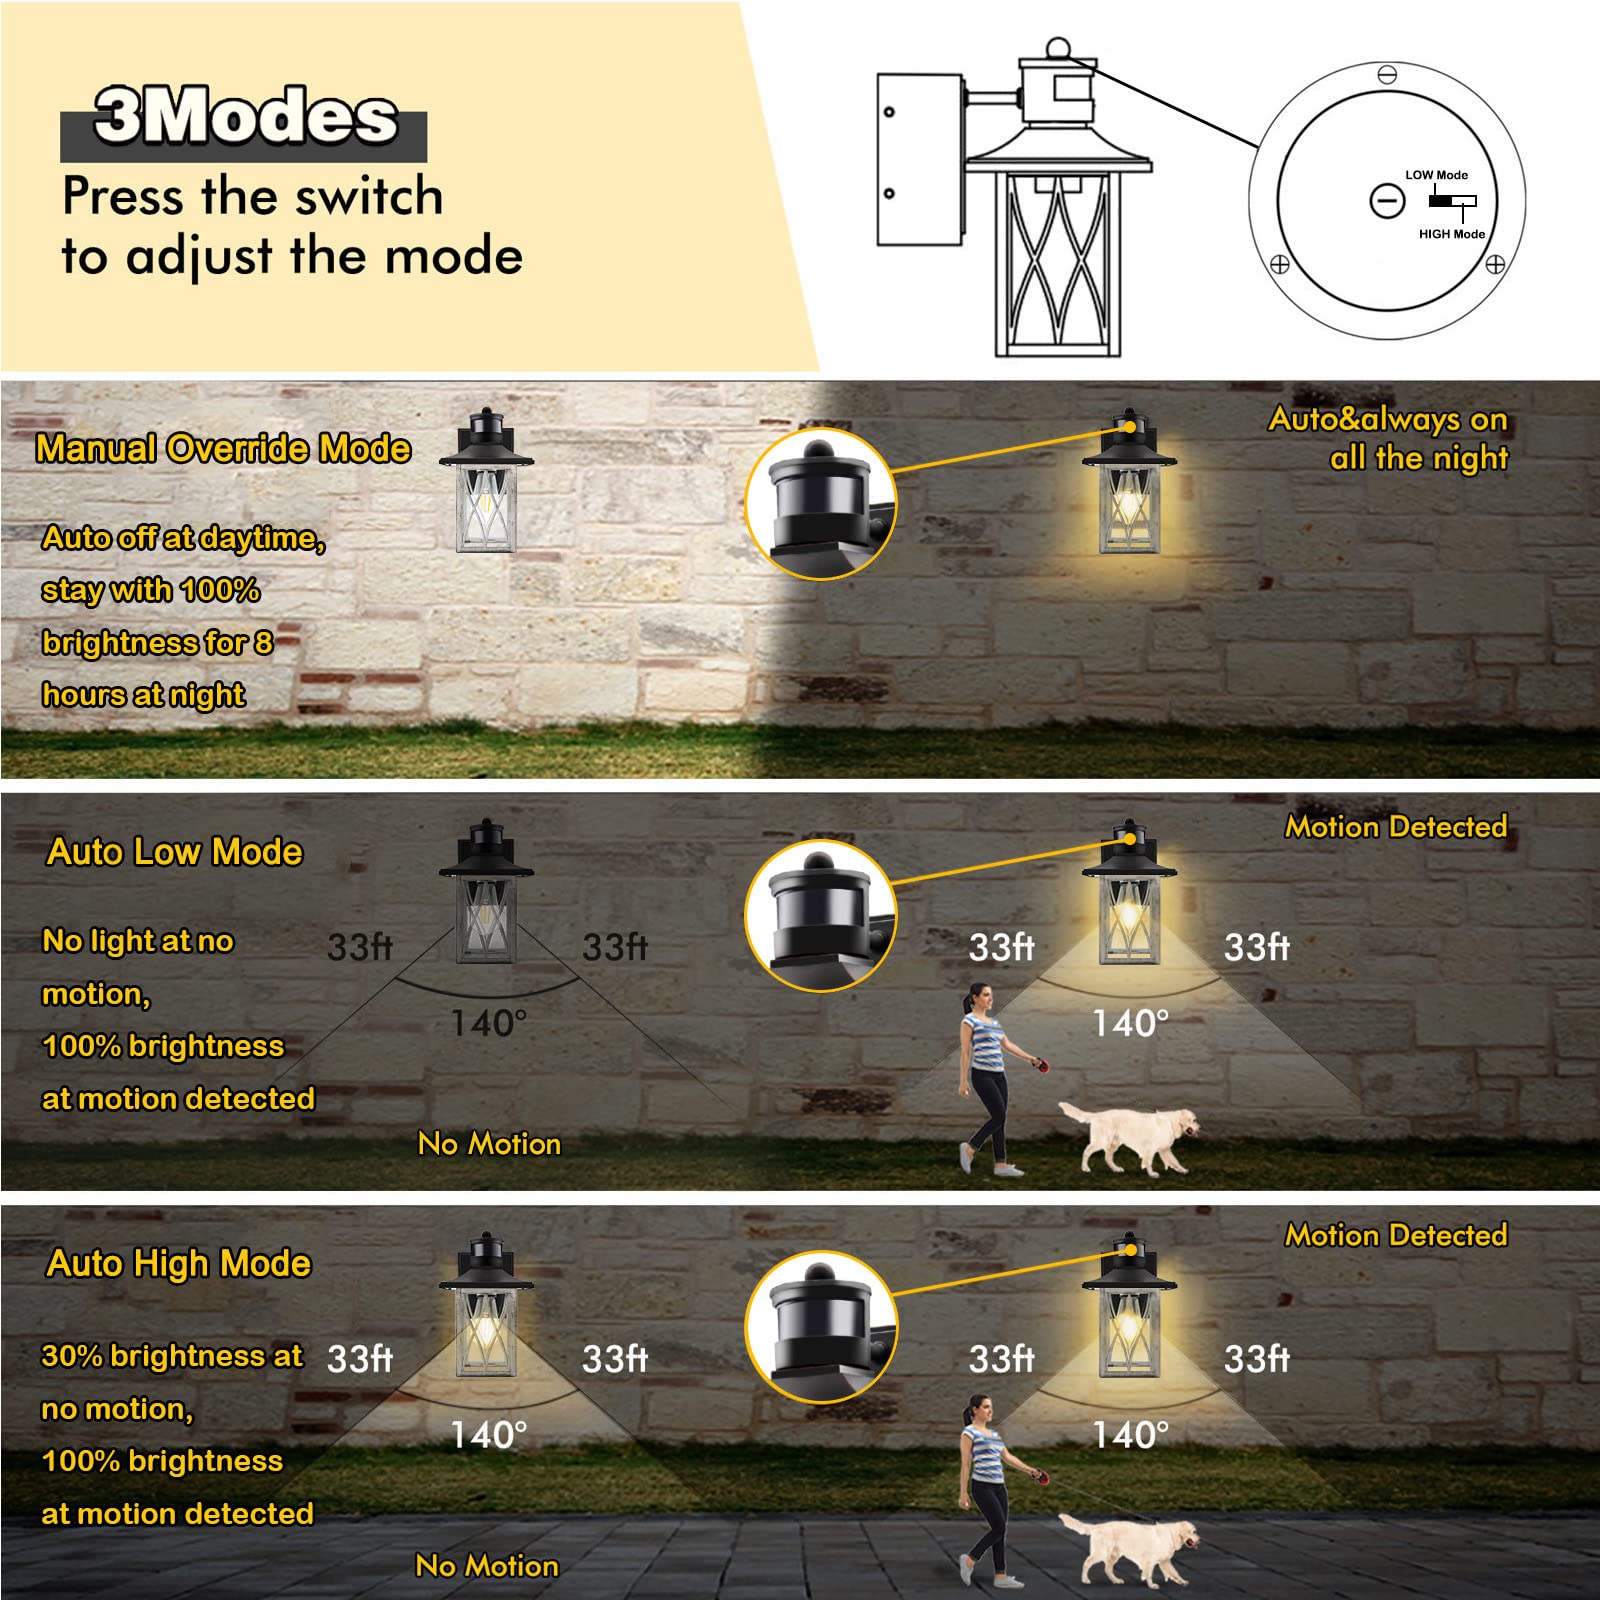 3Modes
Press the switch
to adjust the mode
LOW Mode
HIGH Mode
Manual Override Mode
Auto off at daytime,
stay with 100%
brightness for 8
hours at night
Auto&always on
all the night
Auto Low Mode
No light at no
motion,
100% brightness
at motion detected
33ft
33ft
140°
No Motion
Motion Detected
33ft
33ft
140°
Auto High Mode
30% brightness at
no motion,
100% brightness
at motion detected
33ft
33ft
140°
No Motion
Motion Detected
33ft
33ft
140°